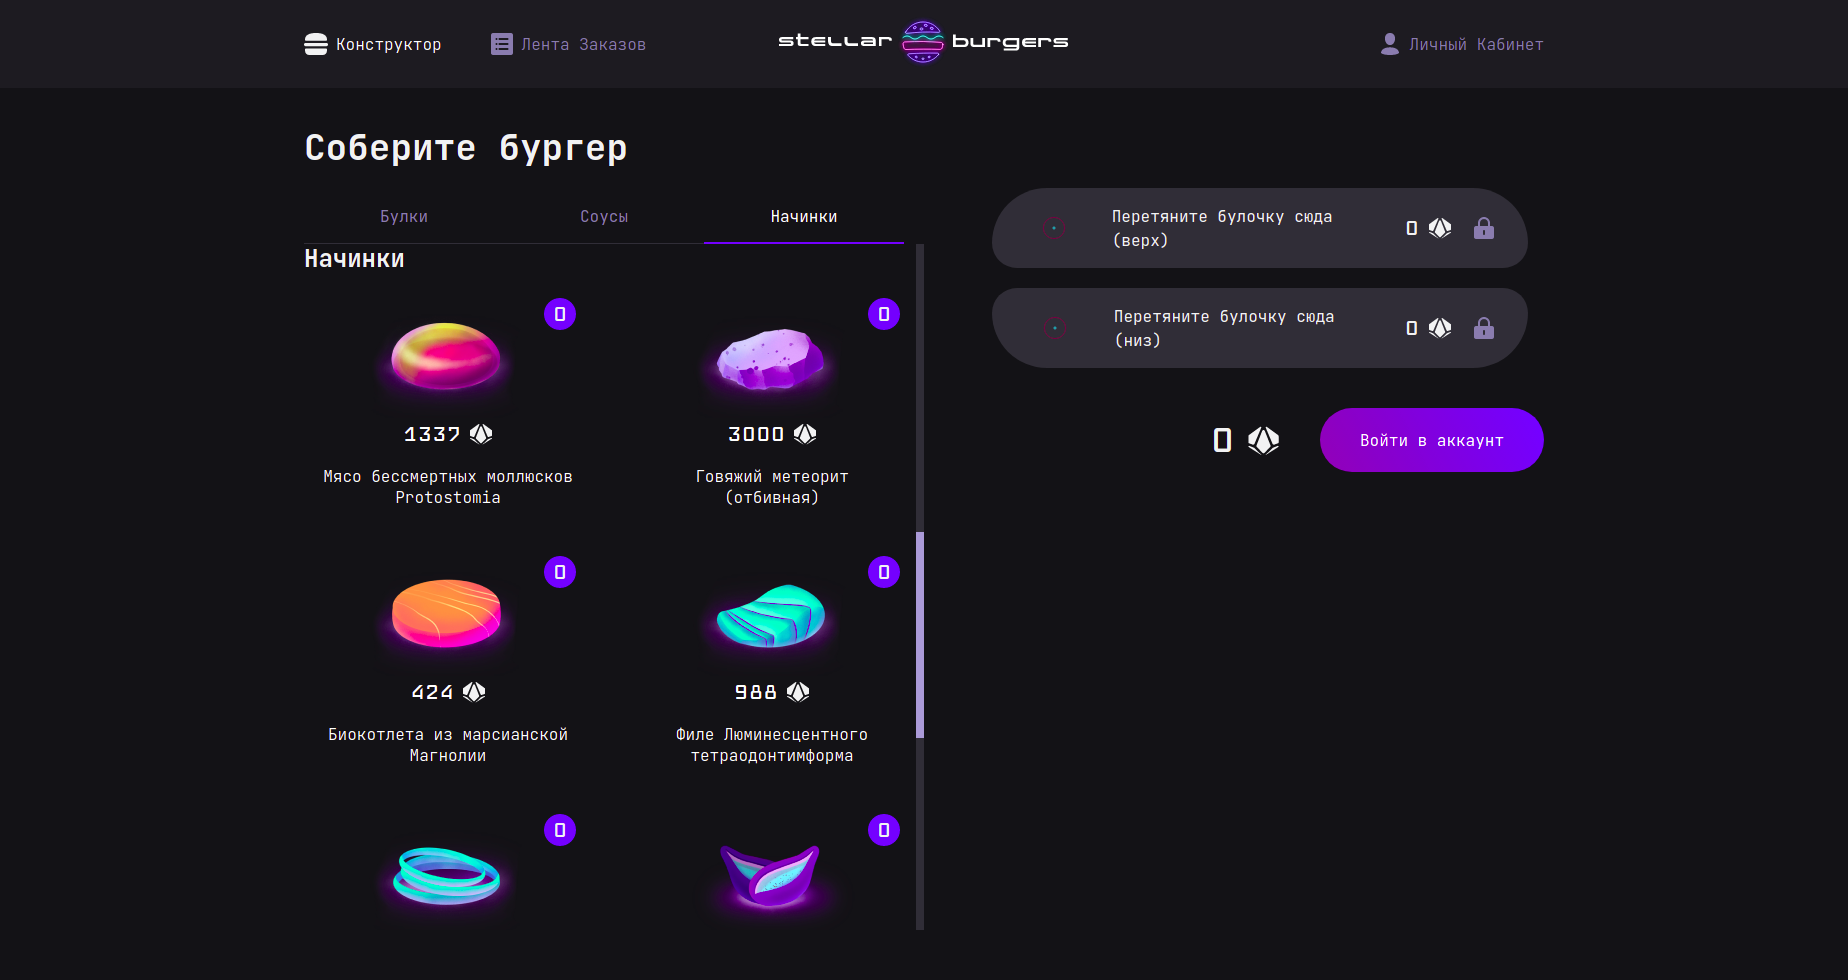 Конструктор
Лента Заказов
stellar burgers
Личный Кабинет
Соберите бургер
Булки
Соусы
Начинки
Начинки
0
0
1337
3000
Мясо бессмертных моллюсков
Protostomia
Говяжий метеорит
(отбивная)
0
0
424
988
Биокотлета из марсианской
Магнолии
Филе Люминесцентного
тетраодонтимформа
0
0
Перетяните булочку сюда
(верх)
0
Перетяните булочку сюда
(низ)
0
0
Войти в аккаунт